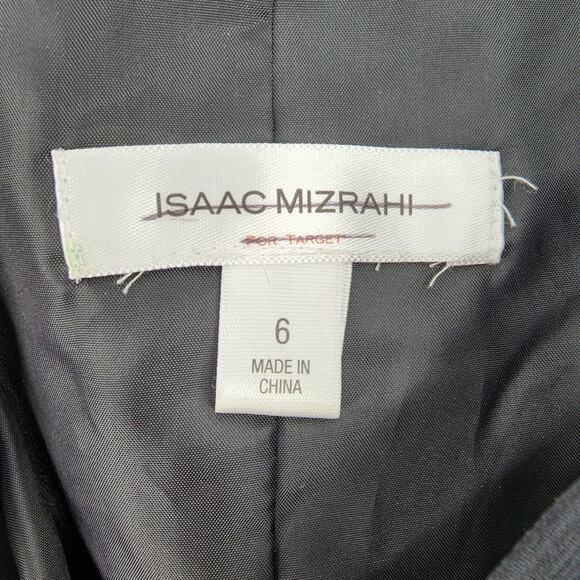 ISAAC MIZRAHI
FOR TARGET
6
MADE IN
CHINA